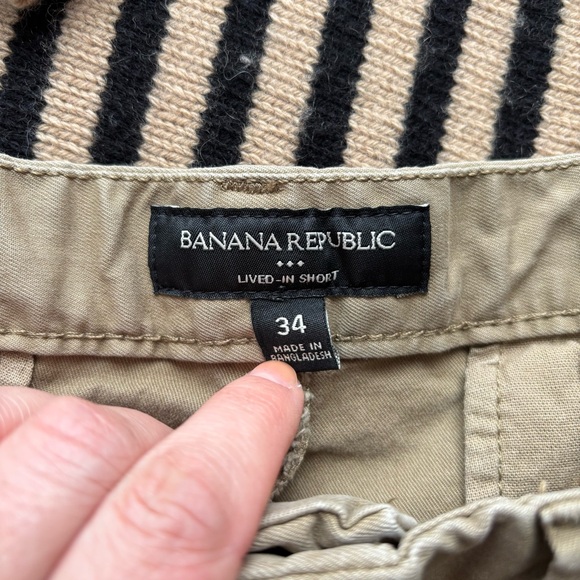 BANANA REPUBLIC
LIVED-IN SHORT
34
MADE IN
BANGLADESH